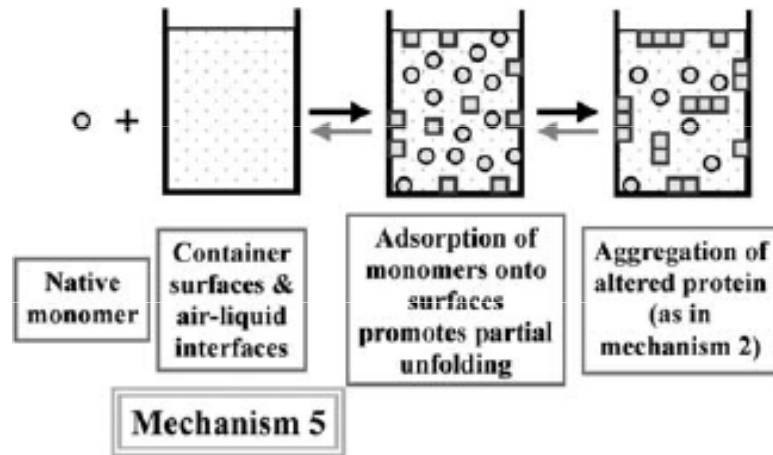 +
Native
monomer
Container
surfaces &
air-liquid
interfaces
Adsorption of
monomers onto
surfaces
promotes partial
unfolding
Aggregation of
altered protein
(as in
mechanism 2)
Mechanism 5